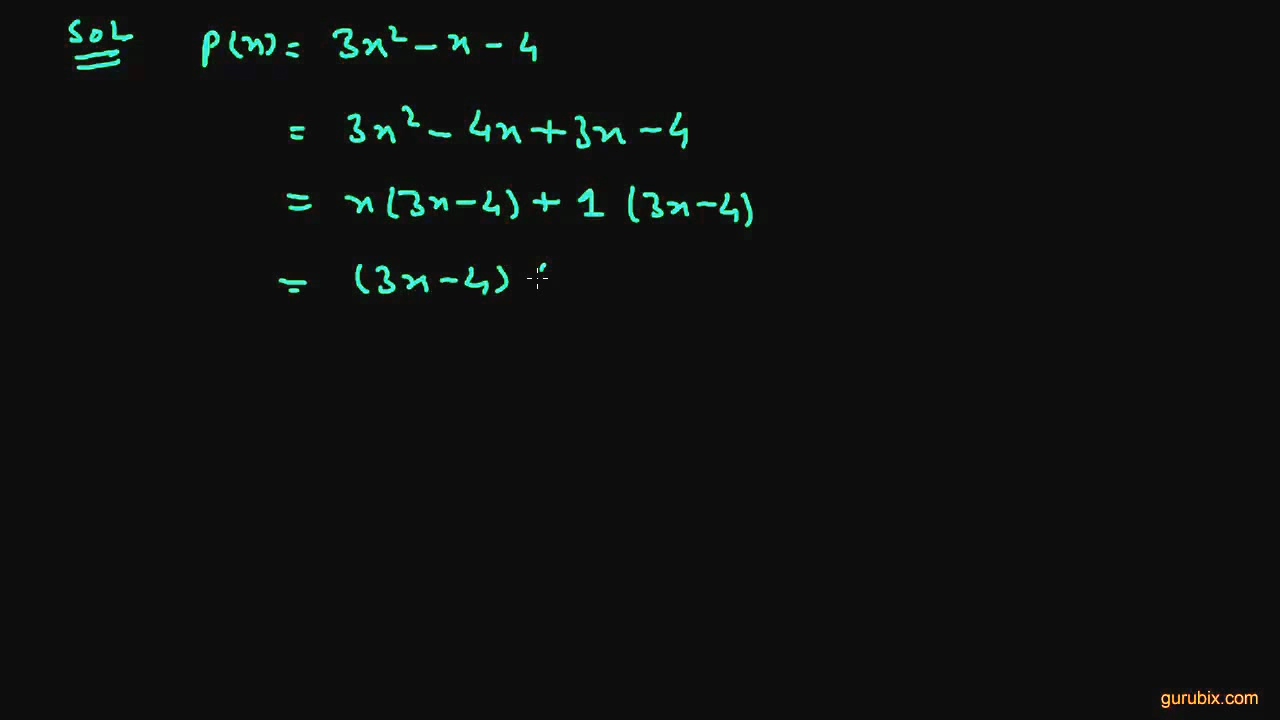 SOL
P(x) = 3x² - x - 4
= 3x² - 4x + 3x - 4
= x(3x - 4) + 1 (3x - 4)
= (3x - 4) (
gurubix.com